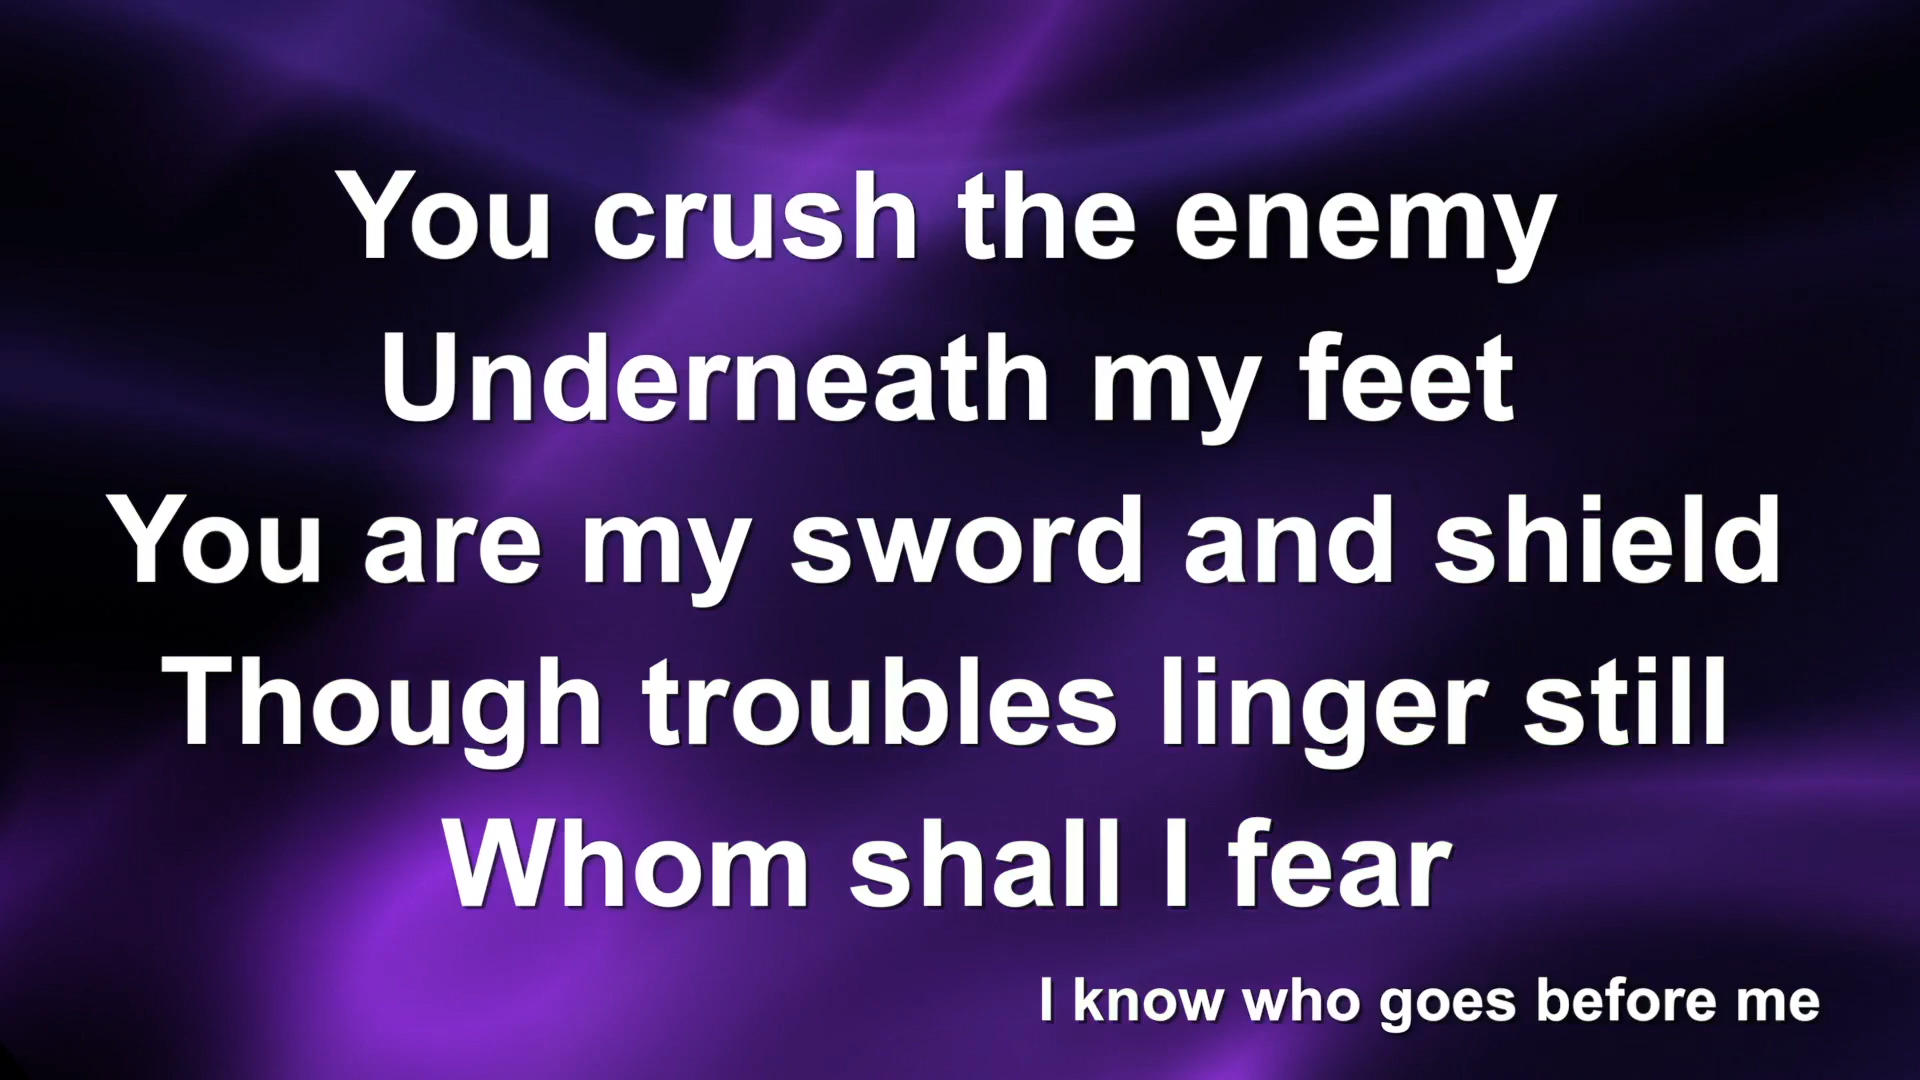 You crush the enemy
Underneath my feet
You are my sword and shield
Though troubles linger still
Whom shall I fear
I know who goes before me